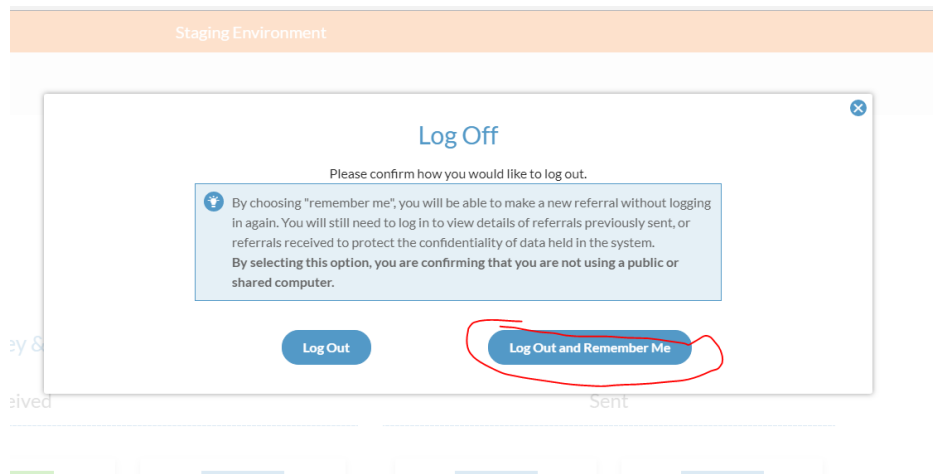 Staging Environment
Log Off
Please confirm how you would like to log out.
By choosing "remember me", you will be able to make a new referral without logging
in again. You will still need to log in to view details of referrals previously sent, or
referrals received to protect the confidentiality of data held in the system.
By selecting this option, you are confirming that you are not using a public or
shared computer.
ey &
Log Out
Log Out and Remember Me
eived
Sent